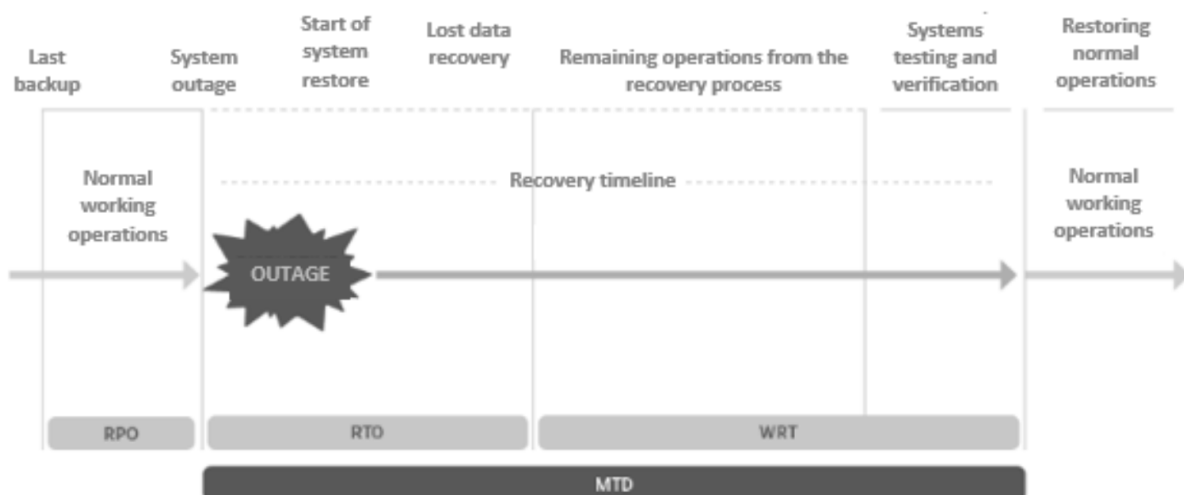 Last
backup
System
outage
Start of
system
restore
Lost data
recovery
Remaining operations from the
recovery process
Systems
testing and
verification
Restoring
normal
operations
Normal
working
operations
Recovery timeline
Normal
working
operations
OUTAGE
RPO
RTO
WRT
MTD